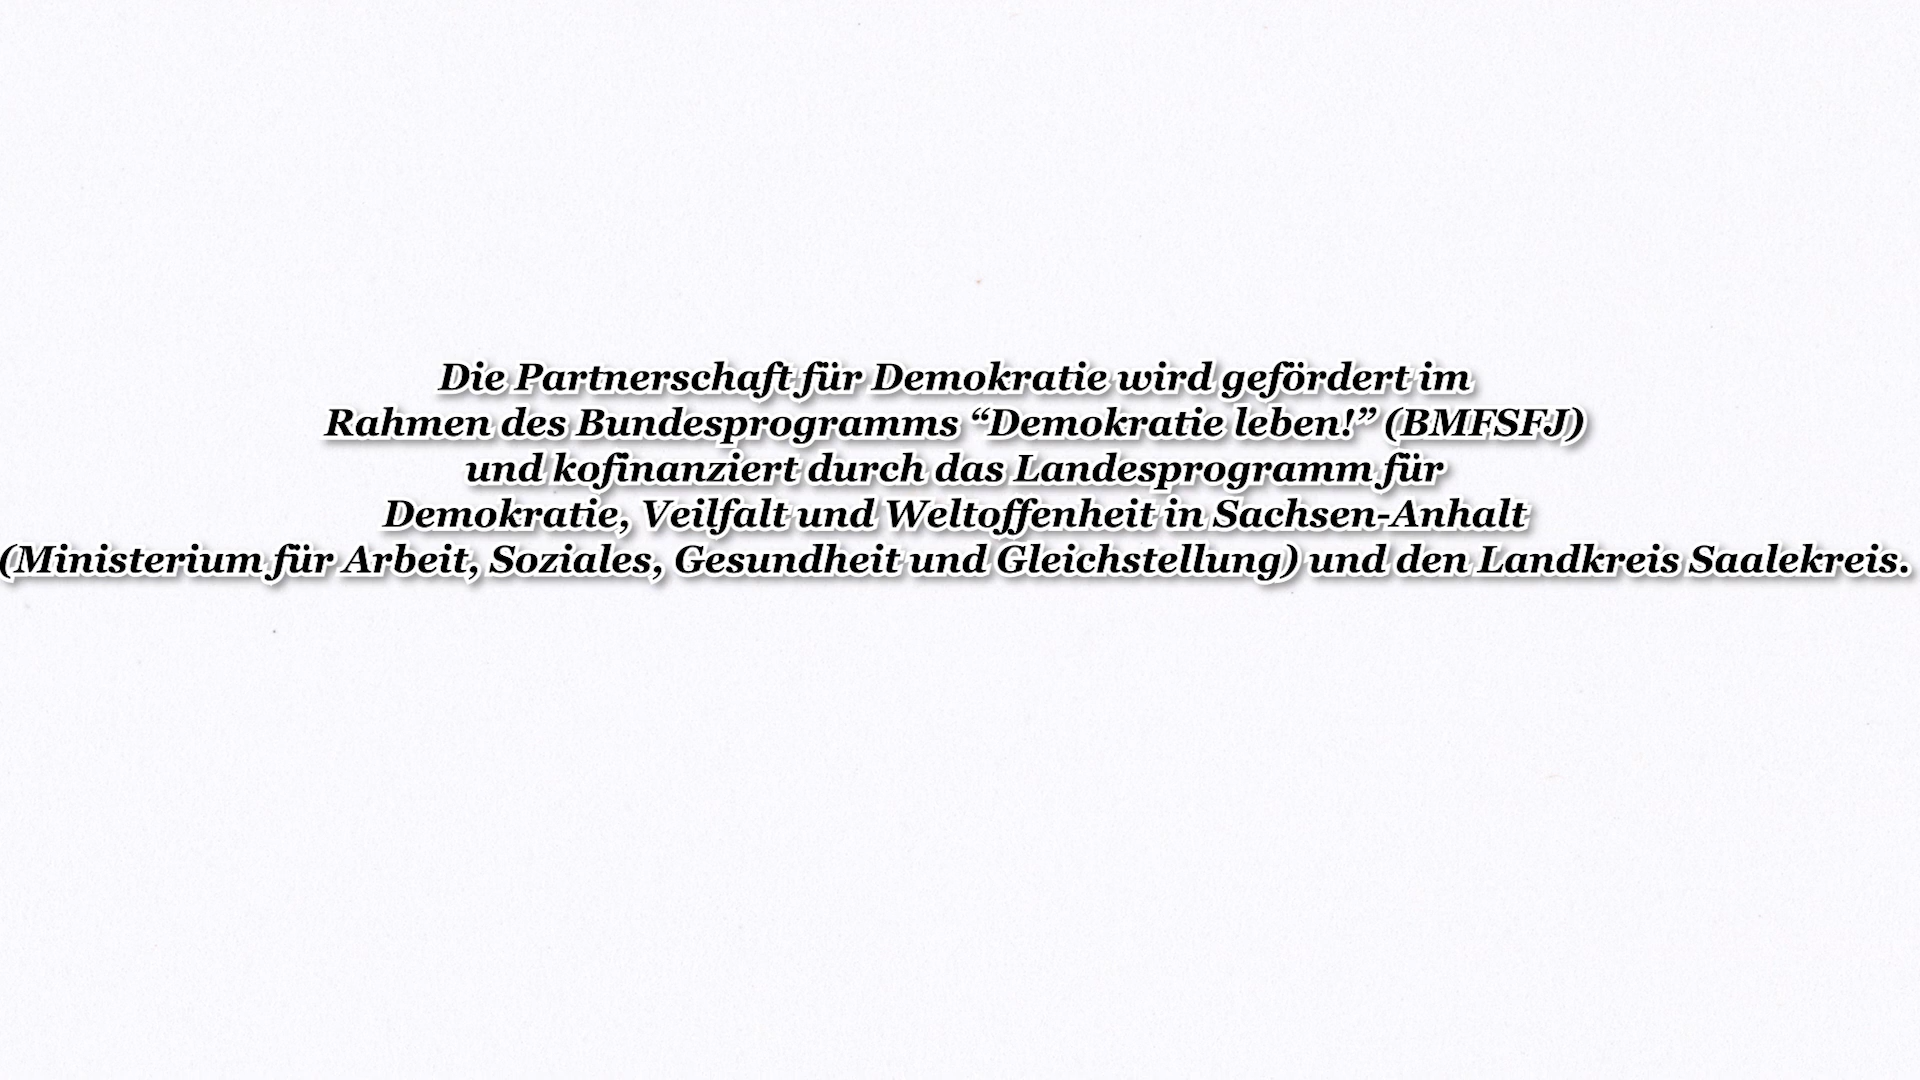 Die Partnerschaft für Demokratie wird gefördert im
Rahmen des Bundesprogramms “Demokratie leben!” (BMFSFJ)
und kofinanziert durch das Landesprogramm für
Demokratie, Veilfalt und Weltoffenheit in Sachsen-Anhalt
(Ministerium für Arbeit, Soziales, Gesundheit und Gleichstellung) und den Landkreis Saalekreis.